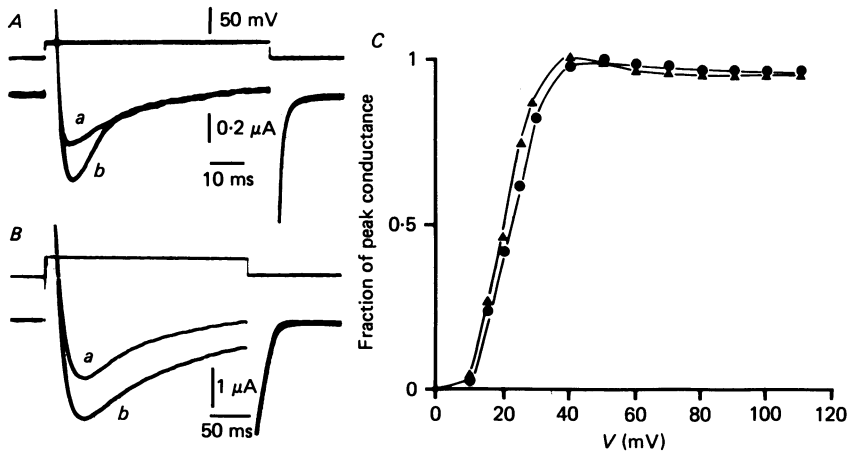 A
50 mV
a
b
0·2 μA
10 ms
B
a
b
1 μA
50 ms
C
Fraction of peak conductance
1
0·5
0
0 20 40 60 80 100 120
V (mV)